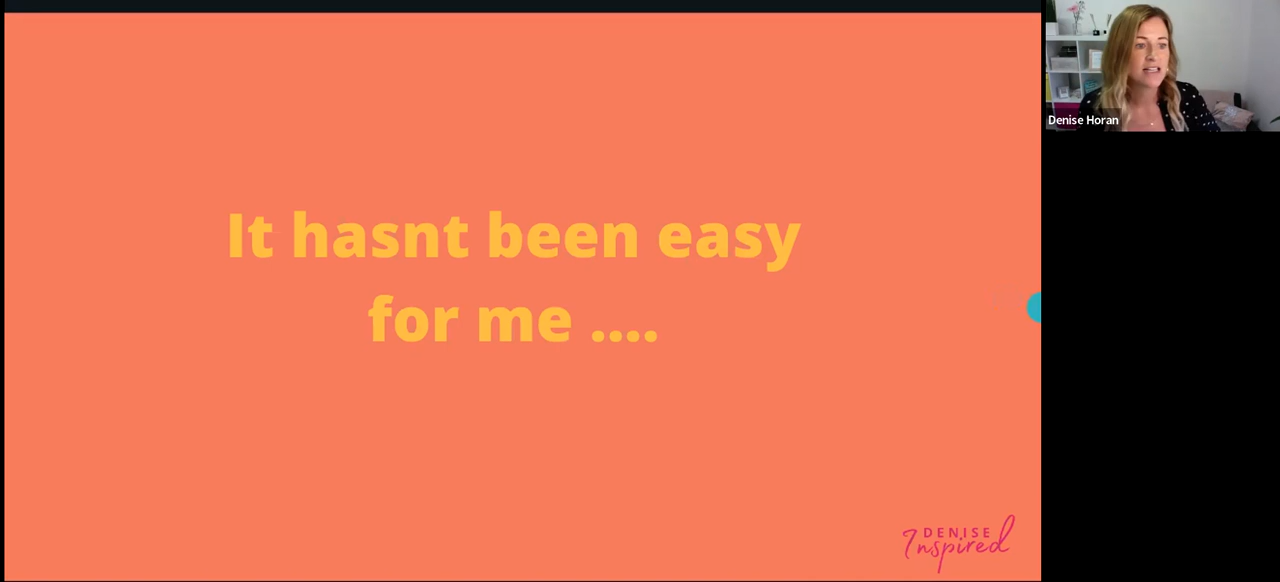 It hasnt been easy
for me ....
DENISE
Inspired
Denise Horan